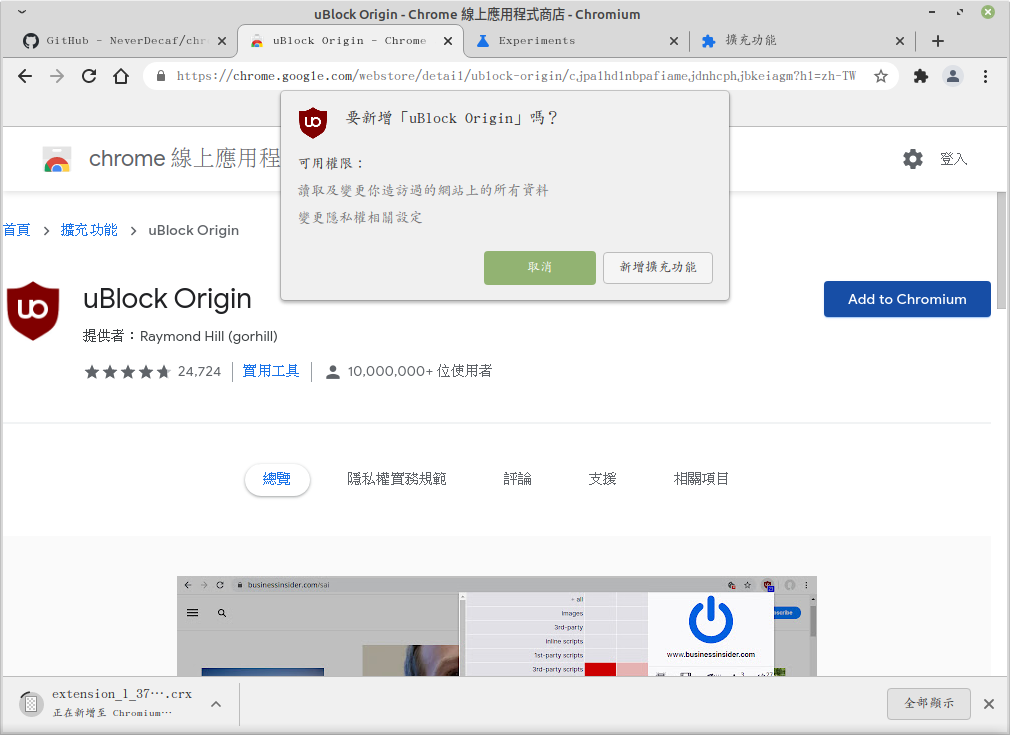 uBlock Origin - Chrome 線上應用程式商店 - Chromium
GitHub - NeverDecaf/chr
uBlock Origin - Chrome
Experiments
擴充功能
https://chrome.google.com/webstore/detail/ublock-origin/cjpalhdlnbpafiamejdnhcphjbkeiagm?hl=zh-TW
要新增「uBlock Origin」嗎？
可用權限：
讀取及變更你造訪過的網站上的所有資料
變更隱私權相關設定
取消
新增擴充功能
chrome 線上應用程
登入
首頁
擴充功能
uBlock Origin
uBlock Origin
Add to Chromium
提供者：Raymond Hill (gorhill)
24,724
實用工具
10,000,000+ 位使用者
總覽
隱私權實務規範
評論
支援
相關項目
businessinsider.com/sai
+ all
images
3rd-party
inline scripts
1st-party scripts
3rd-party scripts
www.businessinsider.com
extension_1_37….crx
正在新增至 Chromium…
全部顯示